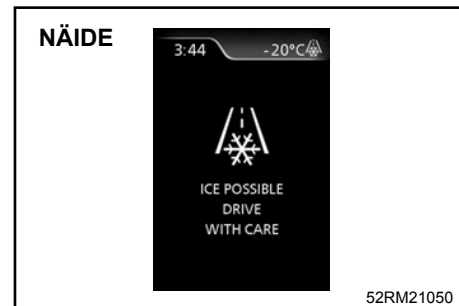 NÄIDE
3:44 -20°C
ICE POSSIBLE
DRIVE
WITH CARE
52RM21050